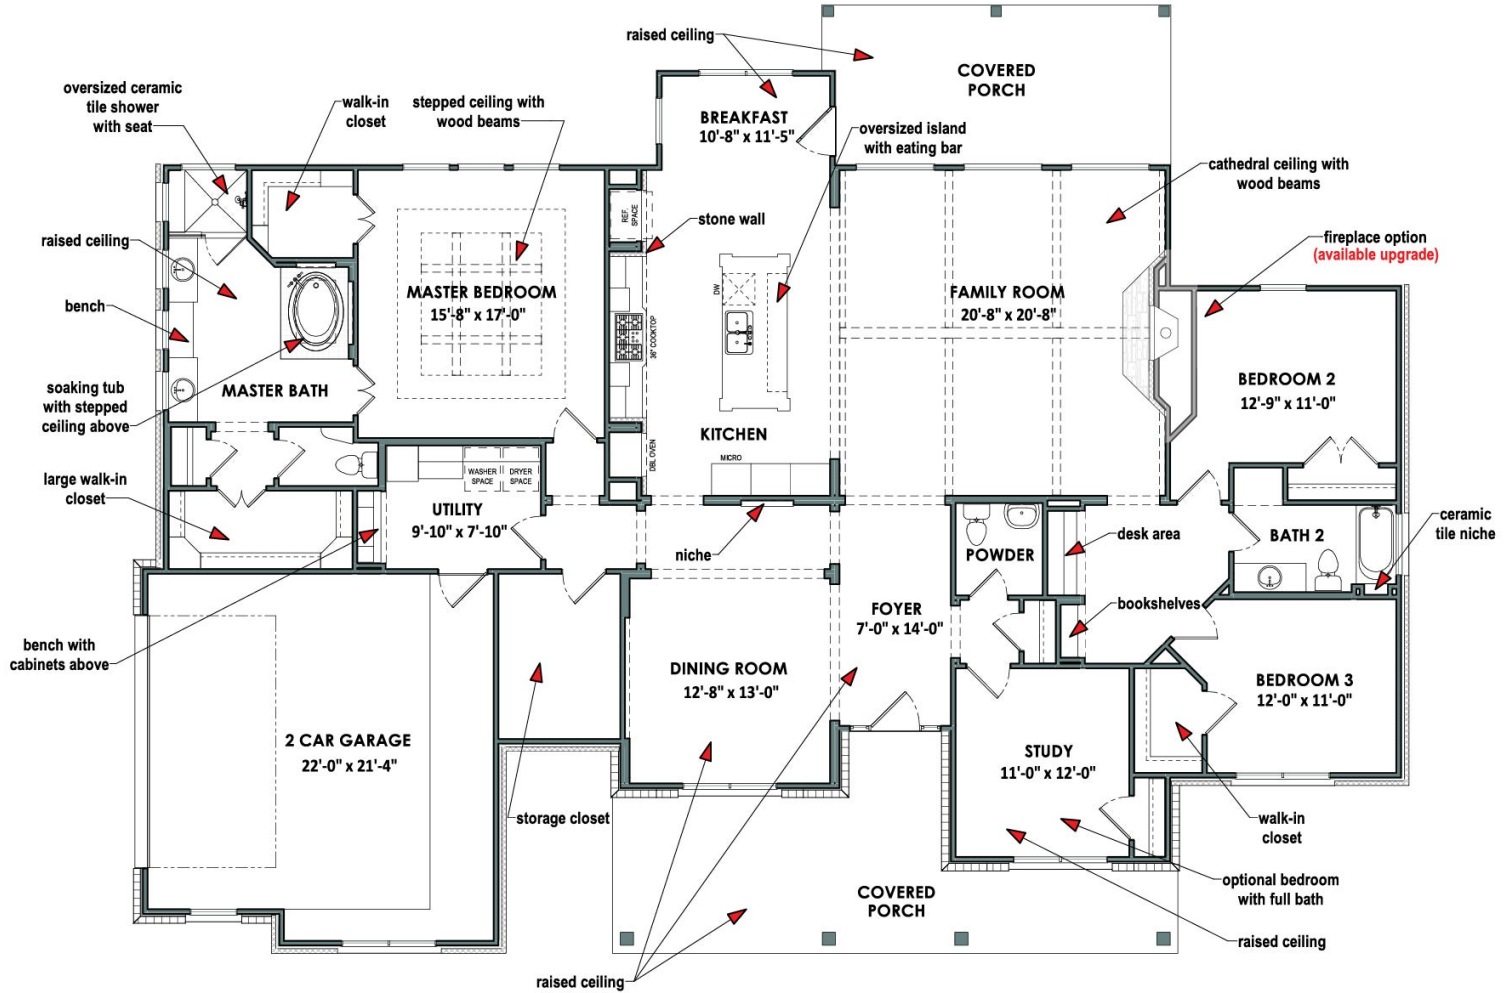 raised ceiling
COVERED
PORCH
oversized ceramic
tile shower
with seat
walk-in
closet
stepped ceiling with
wood beams
BREAKFAST
10'-8" x 11'-5"
oversized island
with eating bar
cathedral ceiling with
wood beams
REF.
SPACE
stone wall
raised ceiling
fireplace option
(available upgrade)
bench
MASTER BEDROOM
15'-8" x 17'-0"
DW
36" COOKTOP
FAMILY ROOM
20'-8" x 20'-8"
soaking tub
with stepped
ceiling above
MASTER BATH
BEDROOM 2
12'-9" x 11'-0"
KITCHEN
DBL OVEN
MICRO
large walk-in
closet
WASHER
SPACE
DRYER
SPACE
UTILITY
9'-10" x 7'-10"
niche
POWDER
desk area
BATH 2
ceramic
tile niche
bench with
cabinets above
FOYER
7'-0" x 14'-0"
bookshelves
DINING ROOM
12'-8" x 13'-0"
BEDROOM 3
12'-0" x 11'-0"
2 CAR GARAGE
22'-0" x 21'-4"
STUDY
11'-0" x 12'-0"
storage closet
walk-in
closet
COVERED
PORCH
optional bedroom
with full bath
raised ceiling
raised ceiling